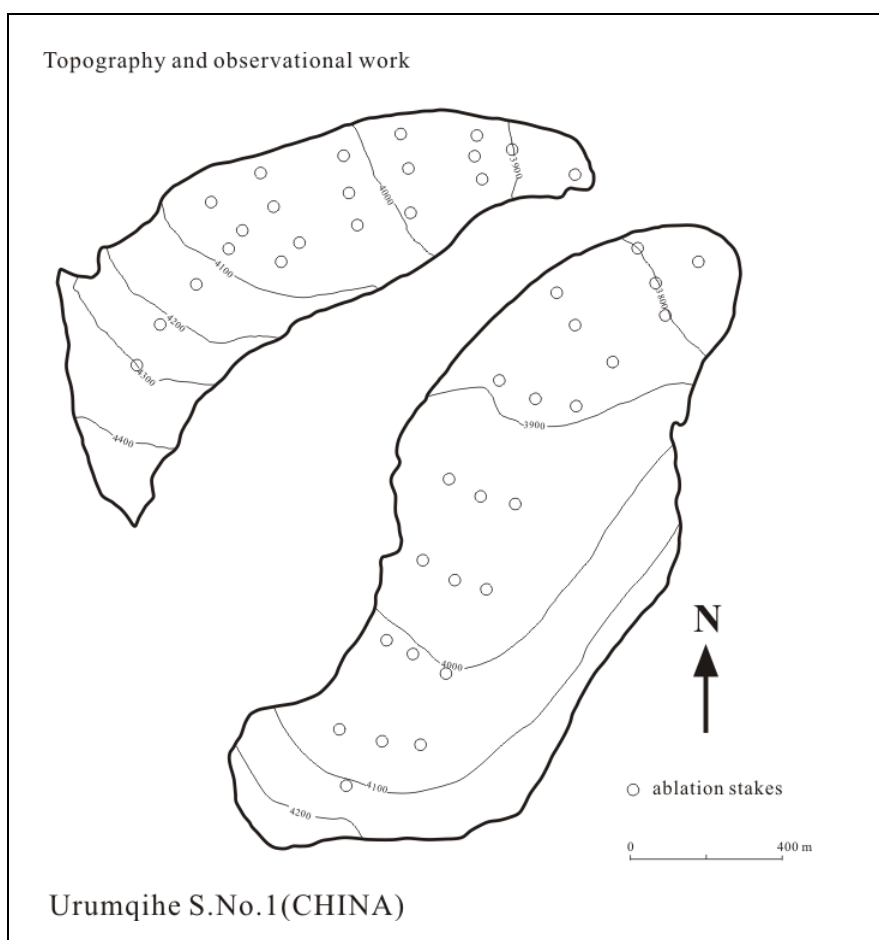 Topography and observational work
3900
4000
4100
4200
4300
4400
3800
3900
4000
4100
4200
N
ablation stakes
0 400 m
Urumqihe S.No.1(CHINA)